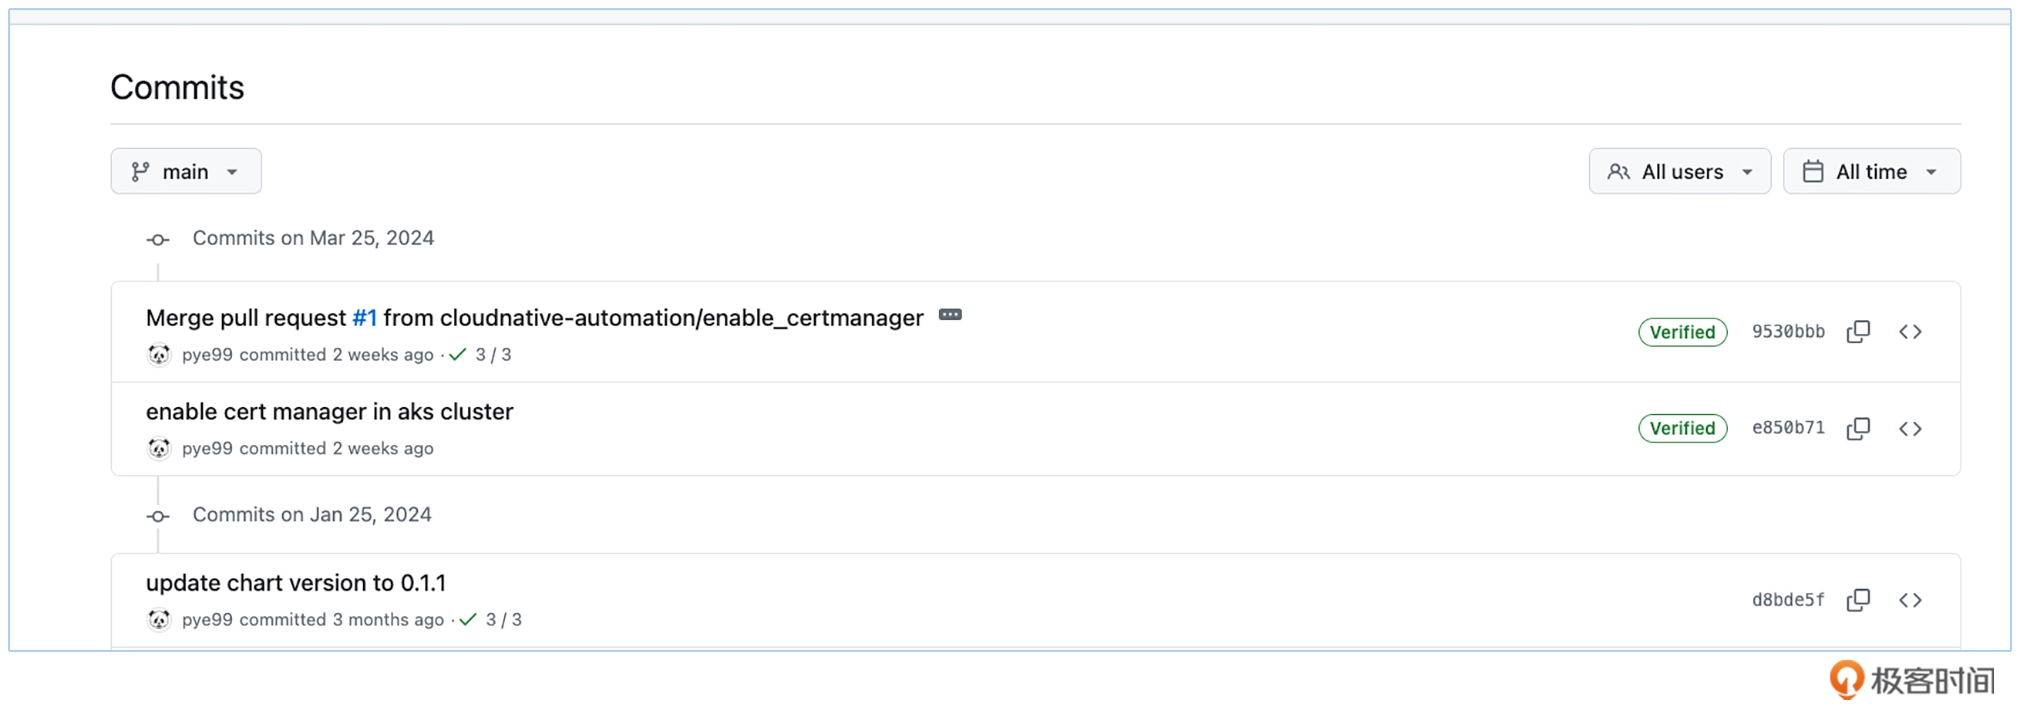 Commits
main
All users
All time
Commits on Mar 25, 2024
Merge pull request #1 from cloudnative-automation/enable_certmanager
Verified
9530bbb
pye99 committed 2 weeks ago · 3 / 3
enable cert manager in aks cluster
Verified
e850b71
pye99 committed 2 weeks ago
Commits on Jan 25, 2024
update chart version to 0.1.1
d8bde5f
pye99 committed 3 months ago · 3 / 3
极客时间